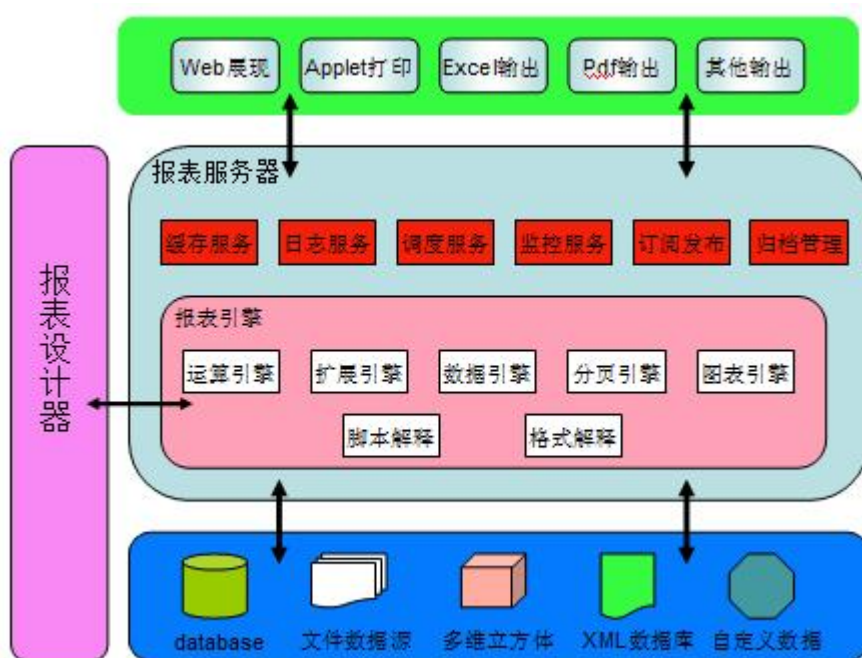 Web展现 Applet打印 Excel输出 Pdf输出 其他输出
报表服务器
缓存服务 日志服务 调度服务 监控服务 订阅发布 归档管理
报表设计器
报表引擎
运算引擎 扩展引擎 数据引擎 分页引擎 图表引擎
脚本解释 格式解释
database 文件数据源 多维立方体 XML数据库 自定义数据